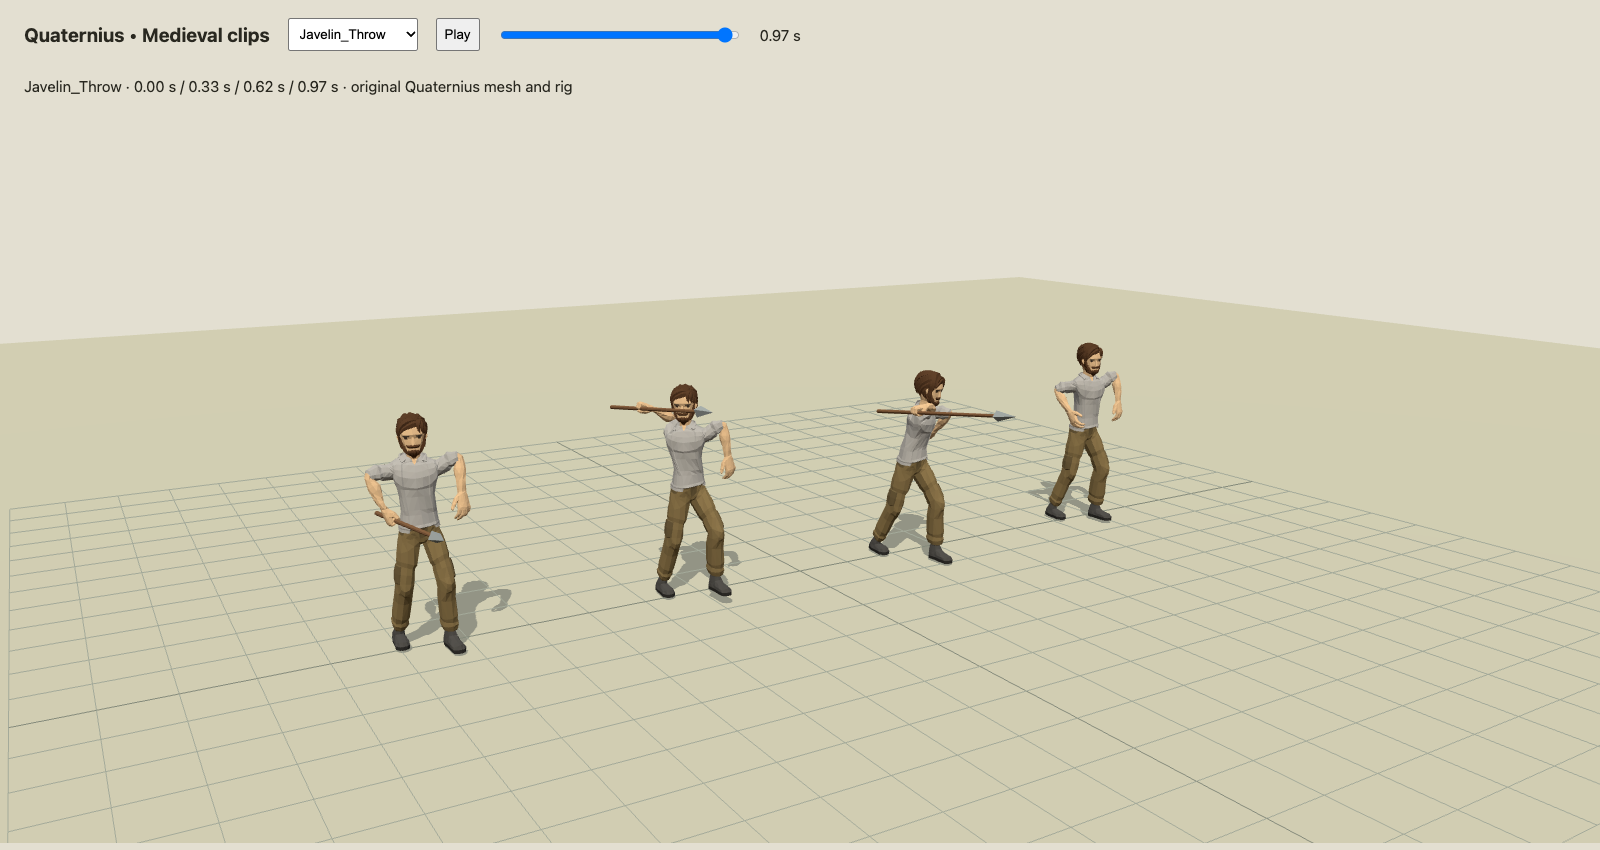 Quaternius • Medieval clips Javelin_Throw Play 0.97 s
Javelin_Throw · 0.00 s / 0.33 s / 0.62 s / 0.97 s · original Quaternius mesh and rig